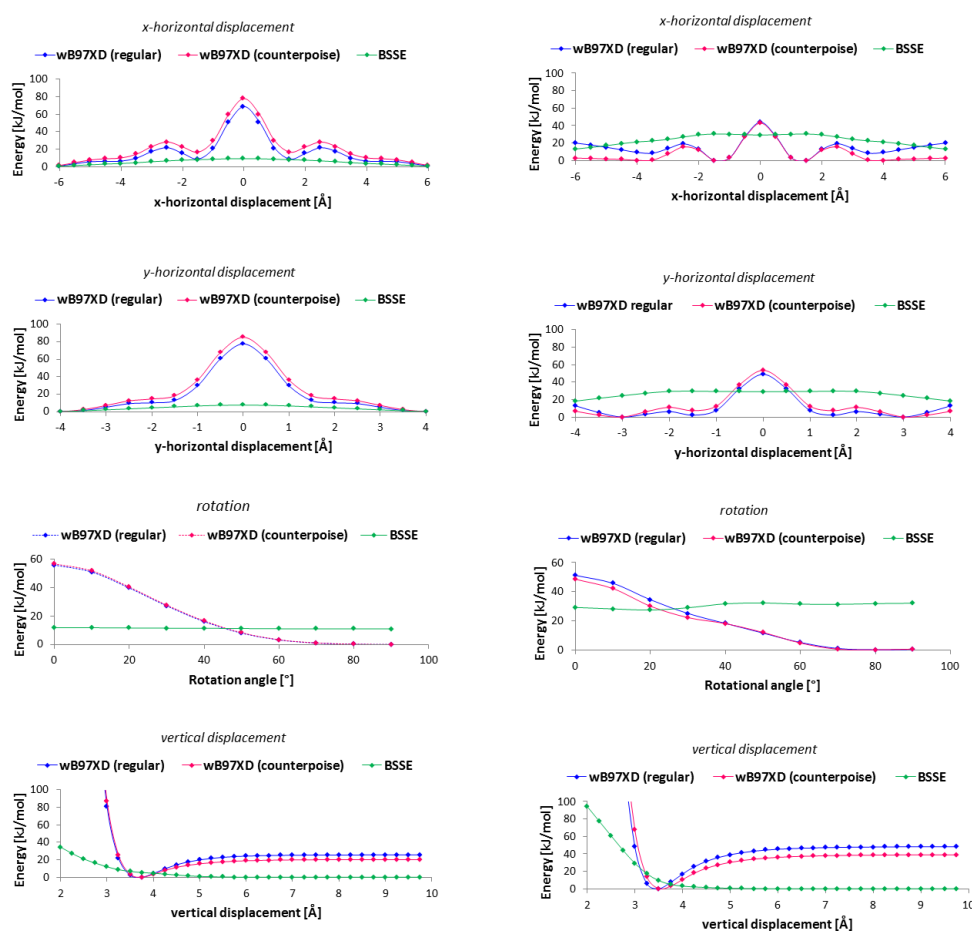 x-horizontal displacement
wB97XD (regular) wB97XD (counterpoise) BSSE
Energy [kJ/mol]
100
80
60
40
20
0
-6 -4 -2 0 2 4 6
x-horizontal displacement [Å]
x-horizontal displacement
wB97XD (regular) wB97XD (counterpoise) BSSE
Energy [kJ/mol]
100
80
60
40
20
0
-6 -4 -2 0 2 4 6
x-horizontal displacement [Å]
y-horizontal displacement
wB97XD (regular) wB97XD (counterpoise) BSSE
Energy [kJ/mol]
100
80
60
40
20
0
-4 -3 -2 -1 0 1 2 3 4
y-horizontal displacement [Å]
y-horizontal displacement
wB97XD regular wB97XD (counterpoise) BSSE
Energy [kJ/mol]
100
80
60
40
20
0
-4 -3 -2 -1 0 1 2 3 4
y-horizontal displacement [Å]
rotation
wB97XD (regular) wB97XD (counterpoise) BSSE
Energy [kJ/mol]
60
40
20
0
0 20 40 60 80 100
Rotation angle [°]
rotation
wB97XD (regular) wB97XD (counterpoise) BSSE
Energy [kJ/mol]
60
40
20
0
0 20 40 60 80 100
Rotational angle [°]
vertical displacement
wB97XD (regular) wB97XD (counterpoise) BSSE
Energy [kJ/mol]
100
80
60
40
20
0
2 3 4 5 6 7 8 9 10
vertical displacement [Å]
vertical displacement
wB97XD (regular) wB97XD (counterpoise) BSSE
Energy [kJ/mol]
100
80
60
40
20
0
2 3 4 5 6 7 8 9 10
vertical displacement [Å]